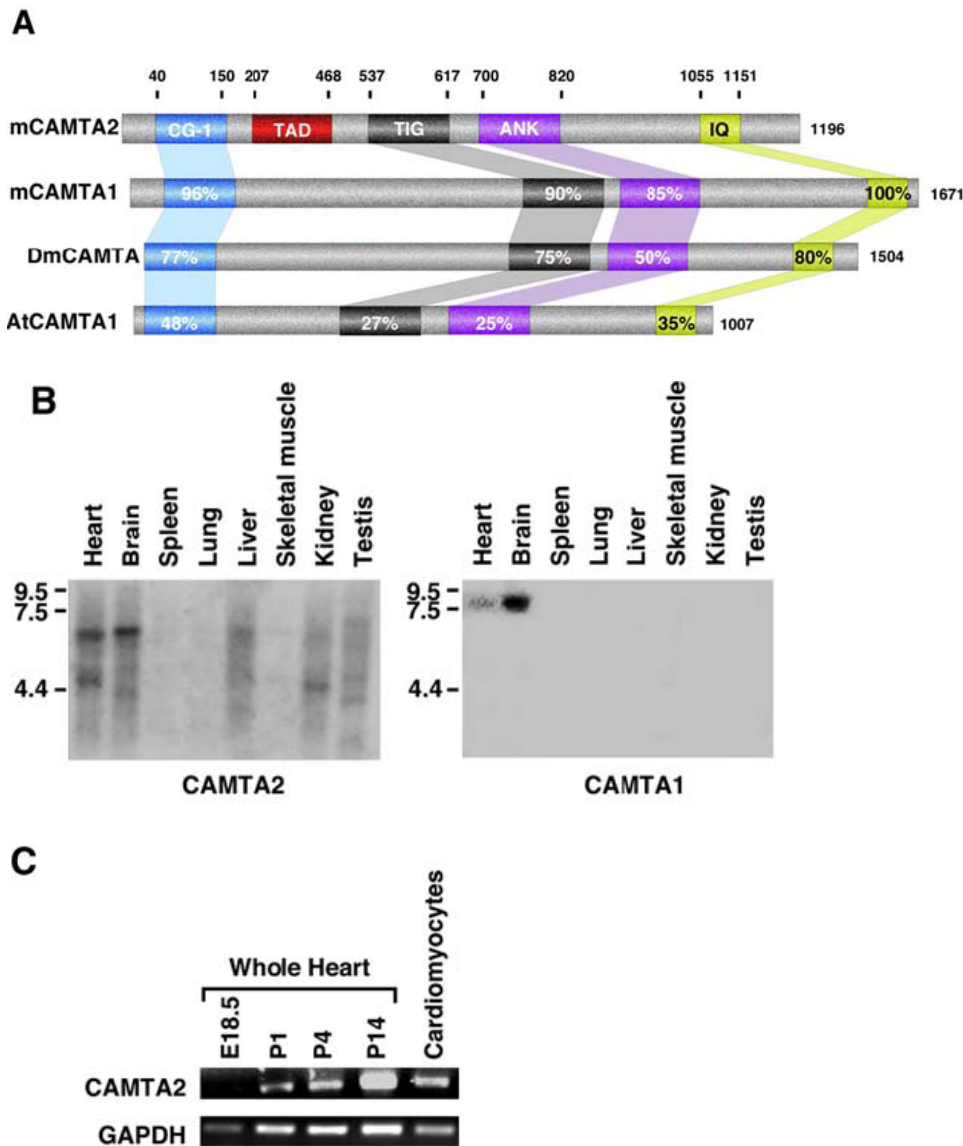 A
40 150 207 468 537 617 700 820 1055 1151
mCAMTA2 CG-1 TAD TIG ANK IQ 1196
mCAMTA1 96% 90% 85% 100% 1671
DmCAMTA 77% 75% 50% 80% 1504
AtCAMTA1 48% 27% 25% 35% 1007
B
Heart Brain Spleen Lung Liver Skeletal muscle Kidney Testis
9.5
7.5
4.4
CAMTA2
Heart Brain Spleen Lung Liver Skeletal muscle Kidney Testis
9.5
7.5
4.4
CAMTA1
C
Whole Heart
E18.5 P1 P4 P14 Cardiomyocytes
CAMTA2
GAPDH